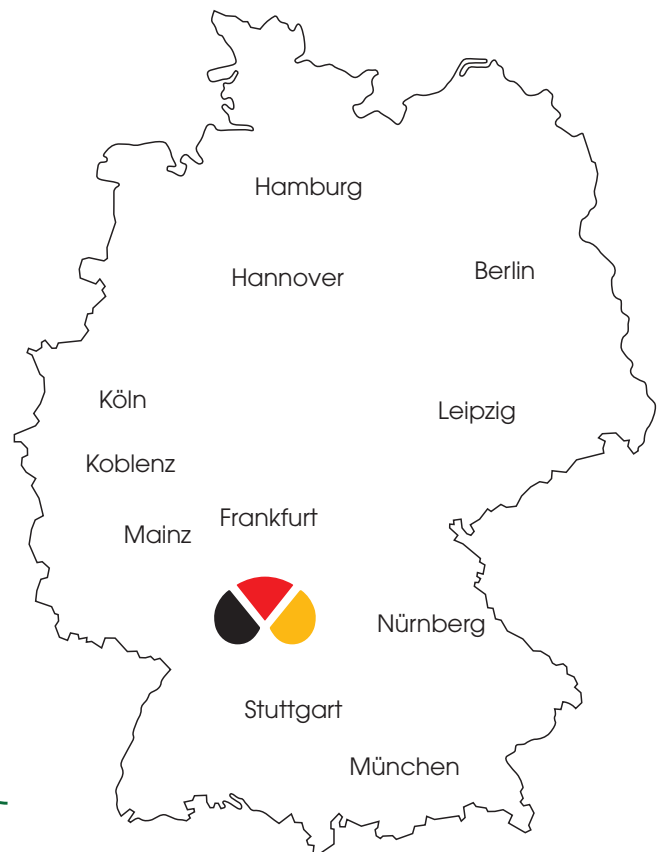 Hamburg
Hannover
Berlin
Köln
Leipzig
Koblenz
Frankfurt
Mainz
Nürnberg
Stuttgart
München